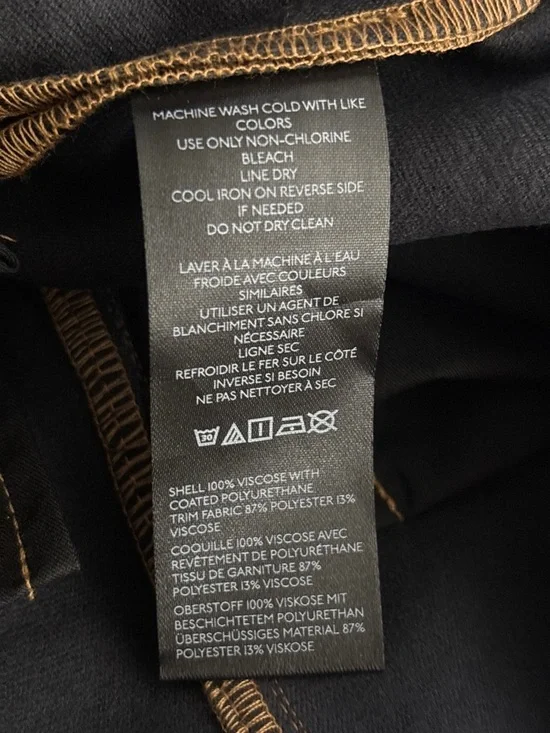 MACHINE WASH COLD WITH LIKE
COLORS
USE ONLY NON-CHLORINE
BLEACH
LINE DRY
COOL IRON ON REVERSE SIDE
IF NEEDED
DO NOT DRY CLEAN
LAVER À LA MACHINE À L'EAU
FROIDE AVEC COULEURS
SIMILAIRES
UTILISER UN AGENT DE
BLANCHIMENT SANS CHLORE SI
NÉCESSAIRE
LIGNE SEC
REFROIDIR LE FER SUR LE CÔTÉ
INVERSE SI BESOIN
NE PAS NETTOYER À SEC
30
SHELL 100% VISCOSE WITH
COATED POLYURETHANE
TRIM FABRIC 87% POLYESTER 13%
VISCOSE
COQUILLE 100% VISCOSE AVEC
REVÊTEMENT DE POLYURÉTHANE
TISSU DE GARNITURE 87%
POLYESTER 13% VISCOSE
OBERSTOFF 100% VISKOSE MIT
BESCHICHTETEM POLYURETHAN
ÜBERSCHÜSSIGES MATERIAL 87%
POLYESTER 13% VISKOSE